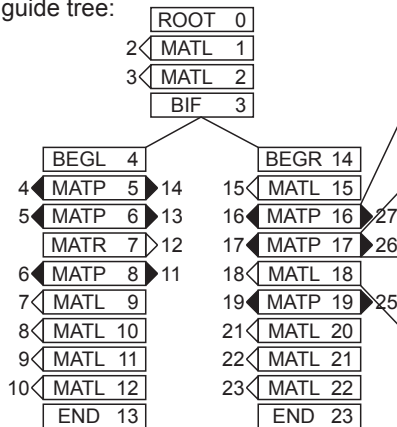 guide tree:
ROOT 0
2 MATL 1
3 MATL 2
BIF 3
BEGL 4
4 MATP 5 14
5 MATP 6 13
MATR 7 12
6 MATP 8 11
7 MATL 9
8 MATL 10
9 MATL 11
10 MATL 12
END 13
BEGR 14
15 MATL 15
16 MATP 16 27
17 MATP 17 26
18 MATL 18
19 MATP 19 25
21 MATL 20
22 MATL 21
23 MATL 22
END 23